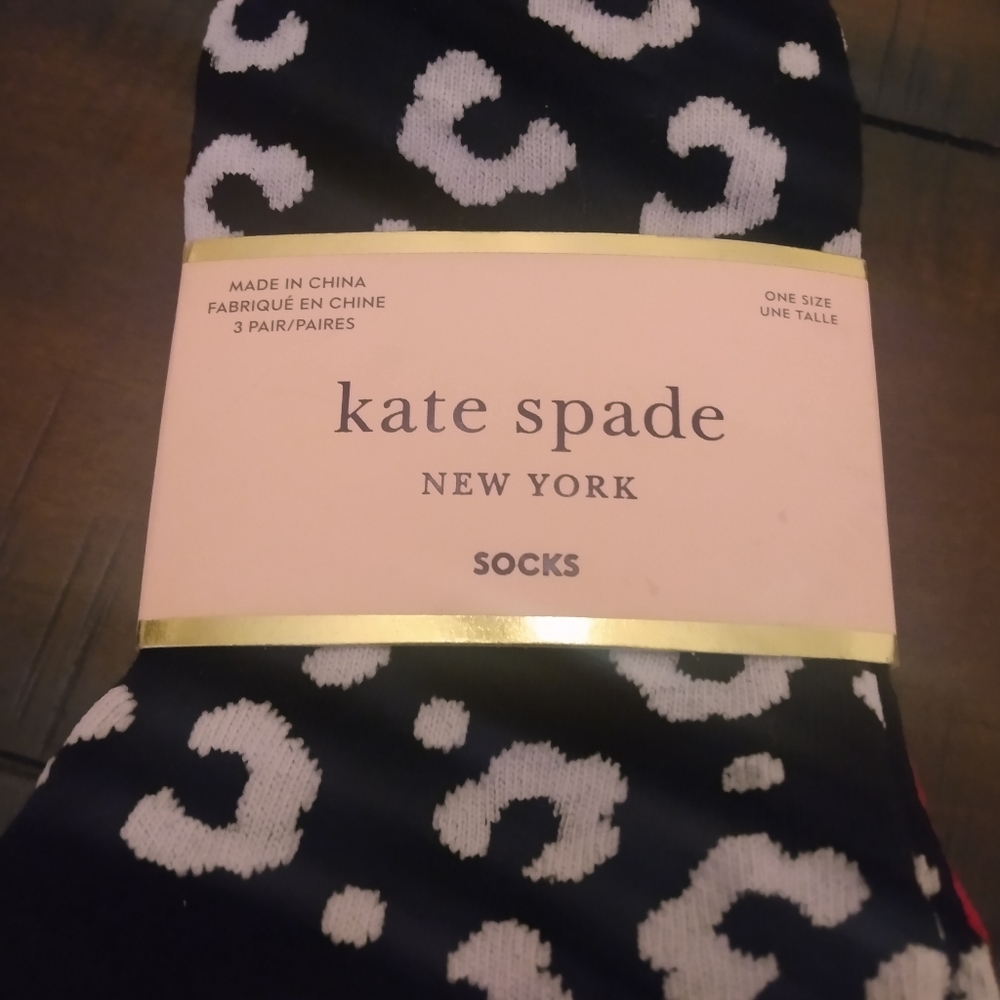 MADE IN CHINA
FABRIQUÉ EN CHINE
3 PAIR/PAIRES
ONE SIZE
UNE TALLE
kate spade
NEW YORK
SOCKS